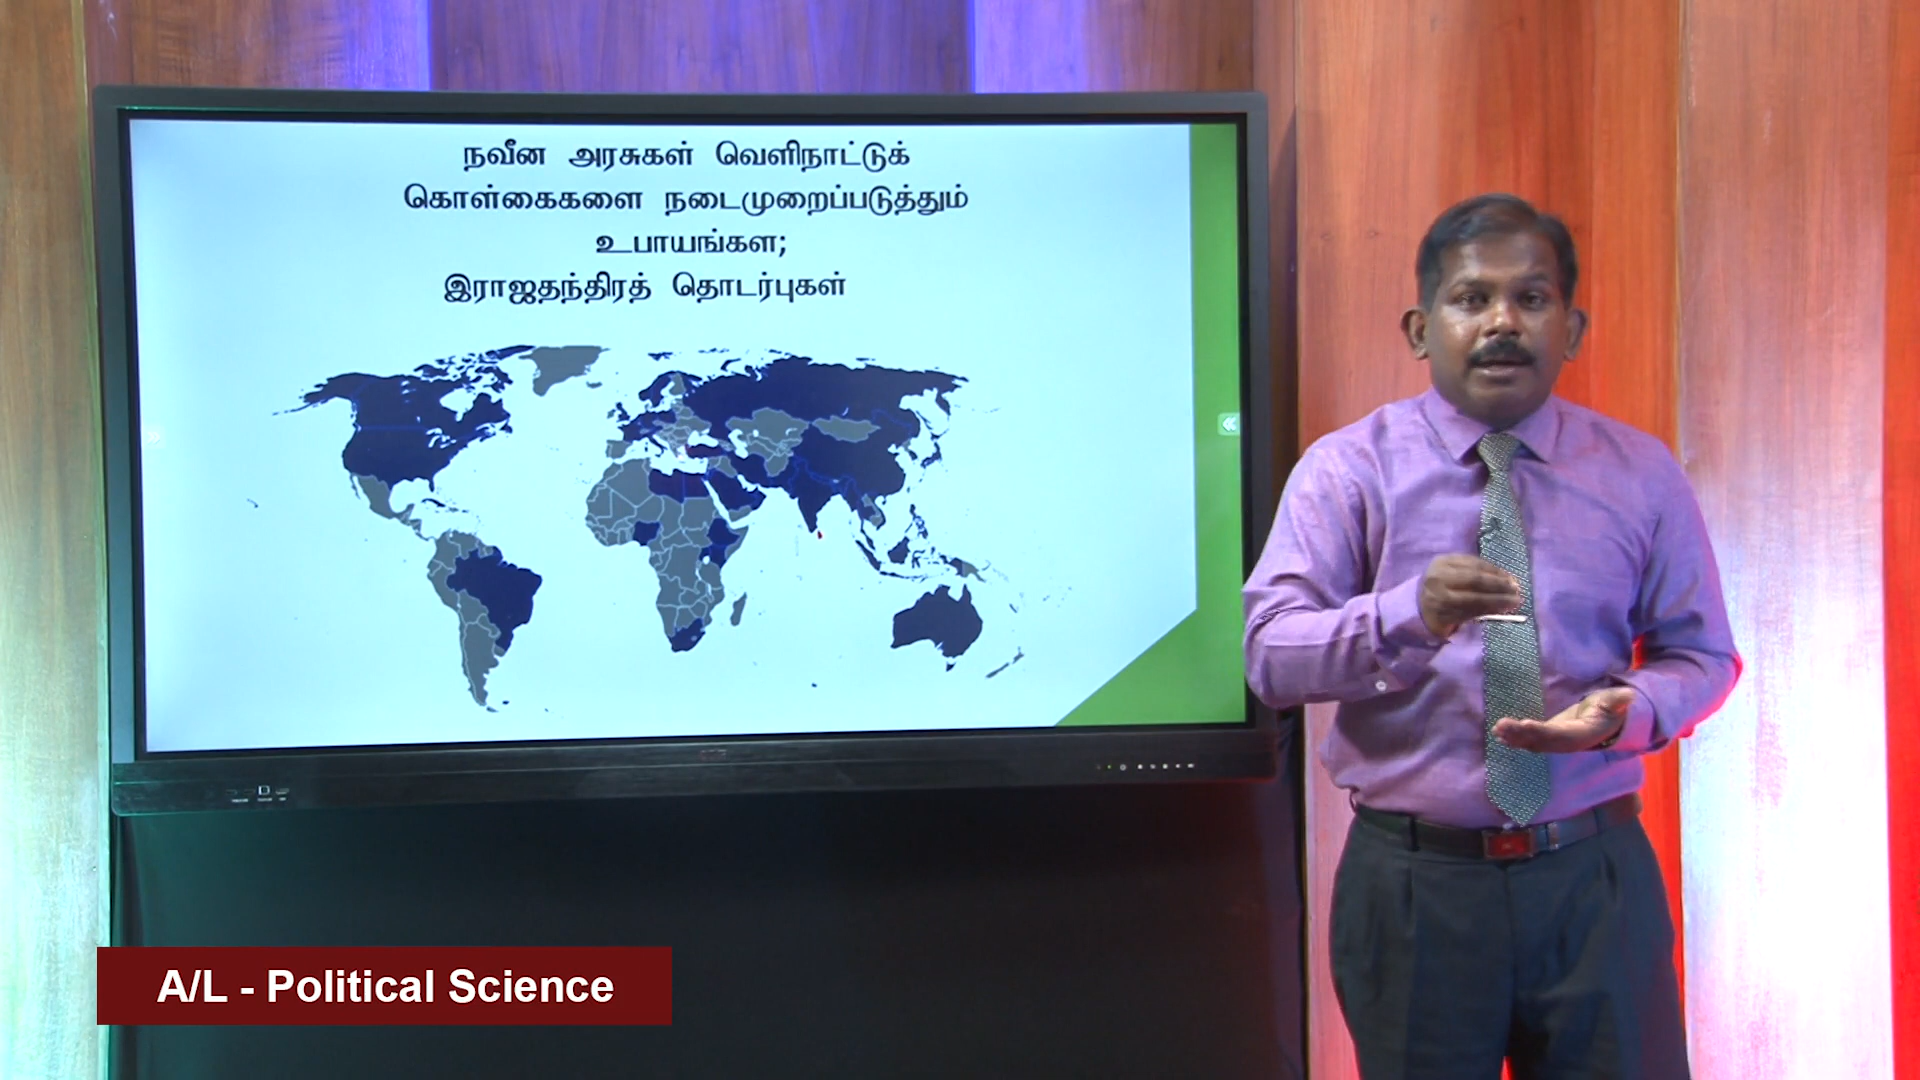 நவீன அரசுகள் வெளிநாட்டுக்
கொள்கைகளை நடைமுறைப்படுத்தும்
உபாயங்கள;
இராஜதந்திரத் தொடர்புகள்
A/L - Political Science